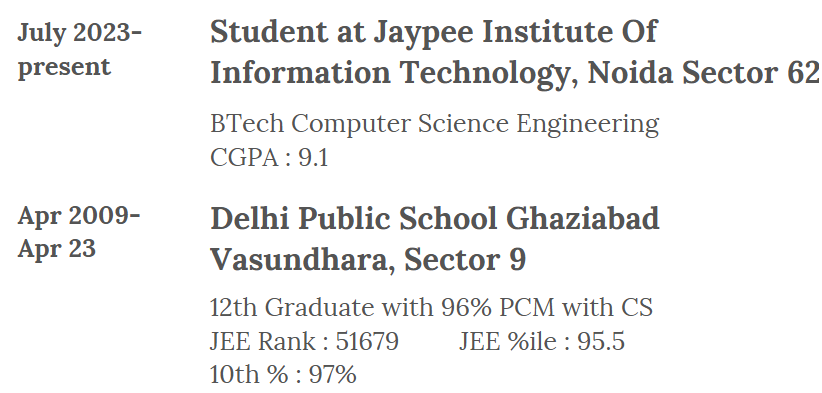 July 2023-
present
Student at Jaypee Institute Of
Information Technology, Noida Sector 62
BTech Computer Science Engineering
CGPA : 9.1
Apr 2009-
Apr 23
Delhi Public School Ghaziabad
Vasundhara, Sector 9
12th Graduate with 96% PCM with CS
JEE Rank : 51679 JEE %ile : 95.5
10th % : 97%